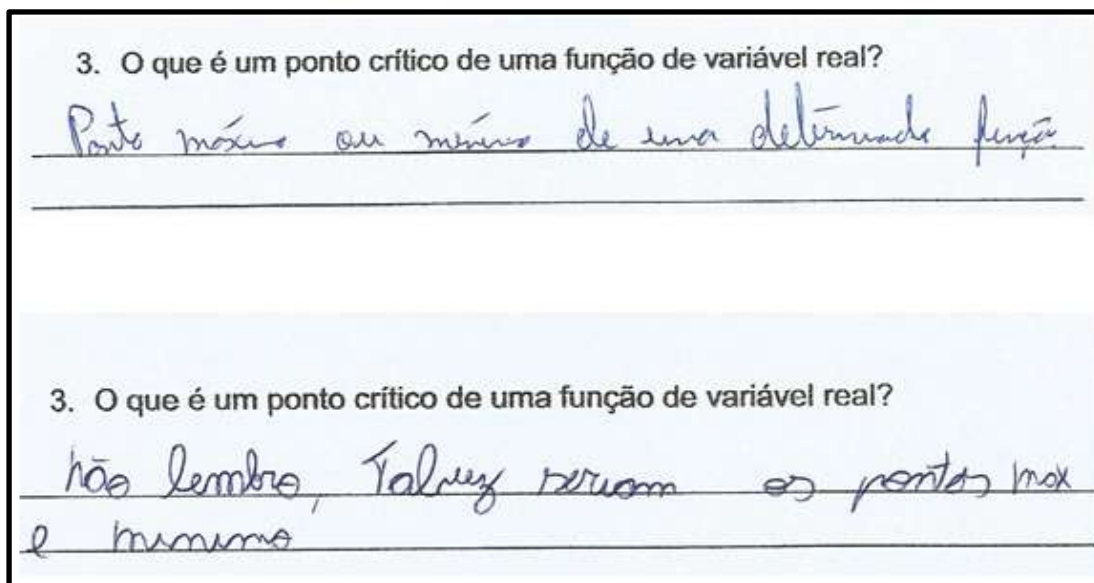 3. O que é um ponto crítico de uma função de variável real?
Ponto máximo ou mínimo de uma determinada função
3. O que é um ponto crítico de uma função de variável real?
não lembro, Talvez seriam os pontos max
e minimo